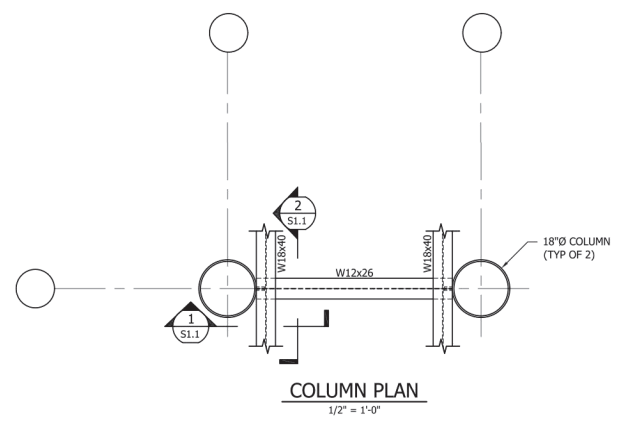 2
S1.1
W18x40
W18x40
18"Ø COLUMN
(TYP OF 2)
W12x26
1
S1.1
COLUMN PLAN
1/2" = 1'-0"